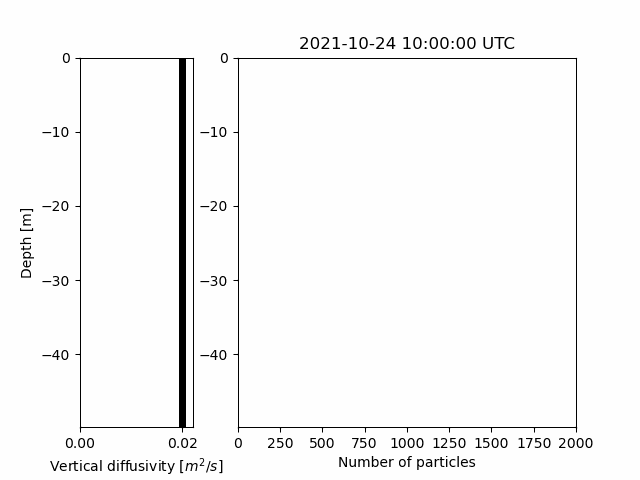 2021-10-24 10:00:00 UTC
0
−10
−20
−30
−40
Depth [m]
0.00 0.02
Vertical diffusivity [m²/s]
0
−10
−20
−30
−40
0 250 500 750 1000 1250 1500 1750 2000
Number of particles